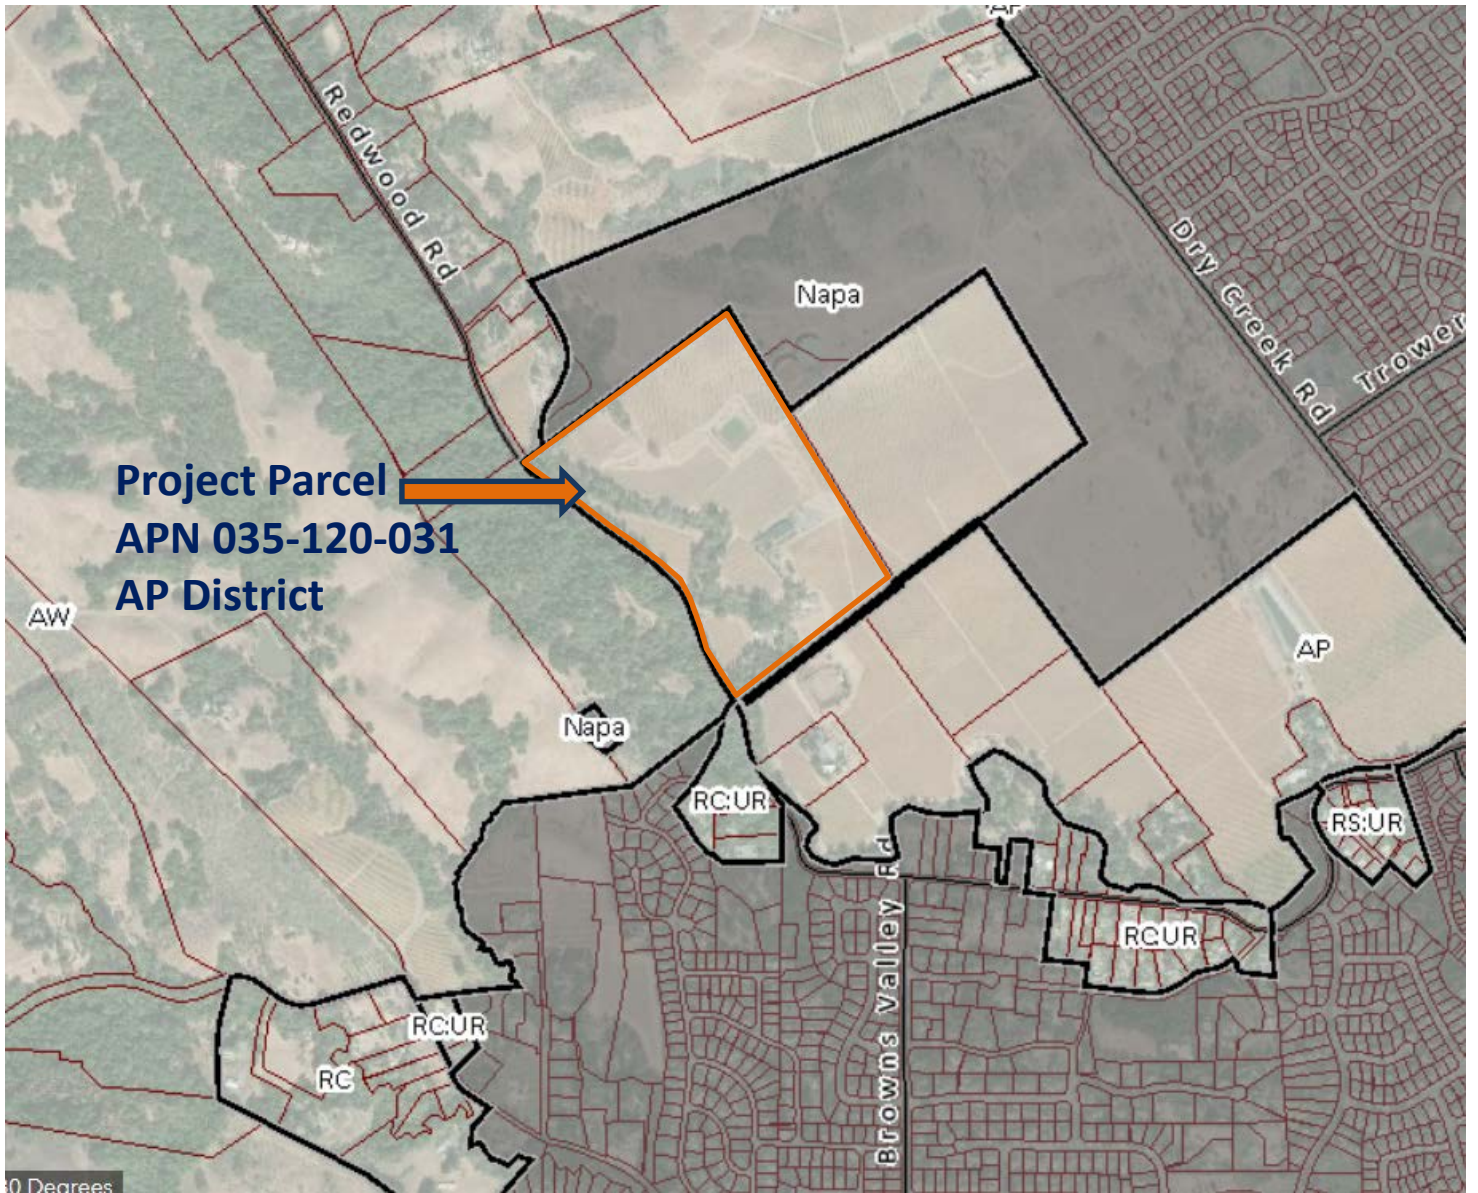 AP
Redwood Rd
Napa
Dry Creek Rd
Trower
Project Parcel
APN 035-120-031
AP District
AW
AP
Napa
RC:UR
RS:UR
Browns Valley Rd
RC:UR
RC:UR
RC
0 Degrees